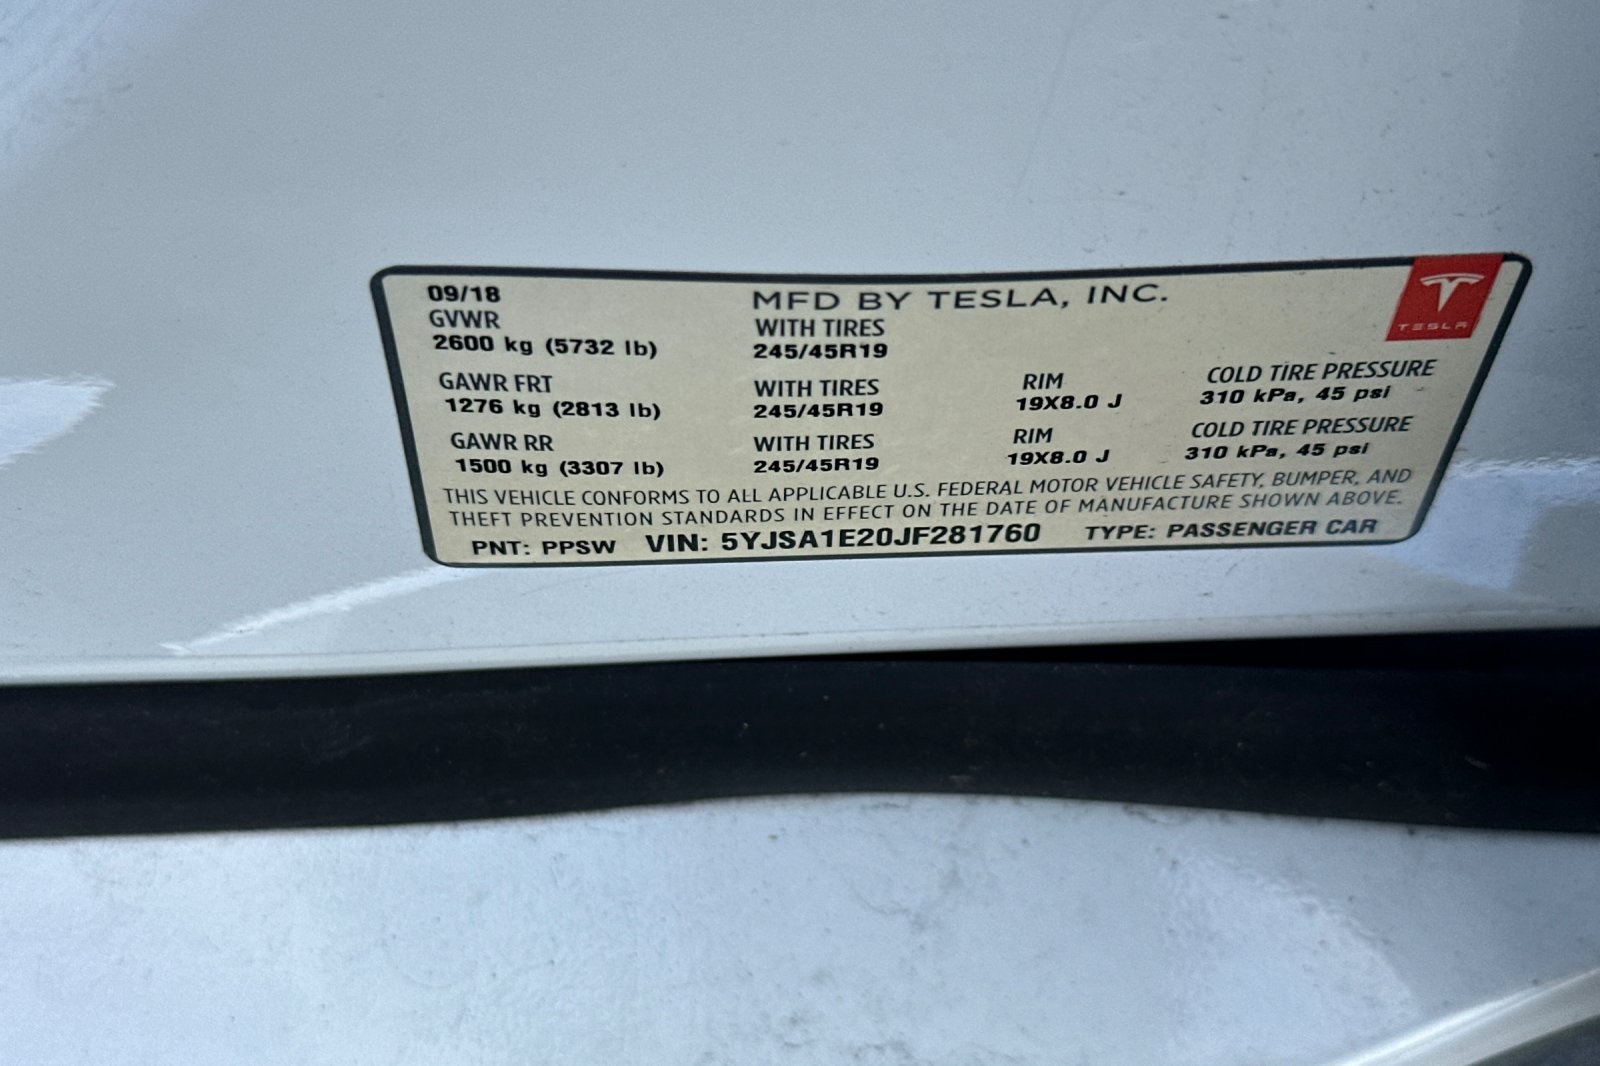 09/18 MFD BY TESLA, INC.
TESLA
GVWR WITH TIRES
2600 kg (5732 lb) 245/45R19
GAWR FRT WITH TIRES RIM COLD TIRE PRESSURE
1276 kg (2813 lb) 245/45R19 19X8.0 J 310 kPa, 45 psi
GAWR RR WITH TIRES RIM COLD TIRE PRESSURE
1500 kg (3307 lb) 245/45R19 19X8.0 J 310 kPa, 45 psi
THIS VEHICLE CONFORMS TO ALL APPLICABLE U.S. FEDERAL MOTOR VEHICLE SAFETY, BUMPER, AND
THEFT PREVENTION STANDARDS IN EFFECT ON THE DATE OF MANUFACTURE SHOWN ABOVE.
PNT: PPSW VIN: 5YJSA1E20JF281760 TYPE: PASSENGER CAR